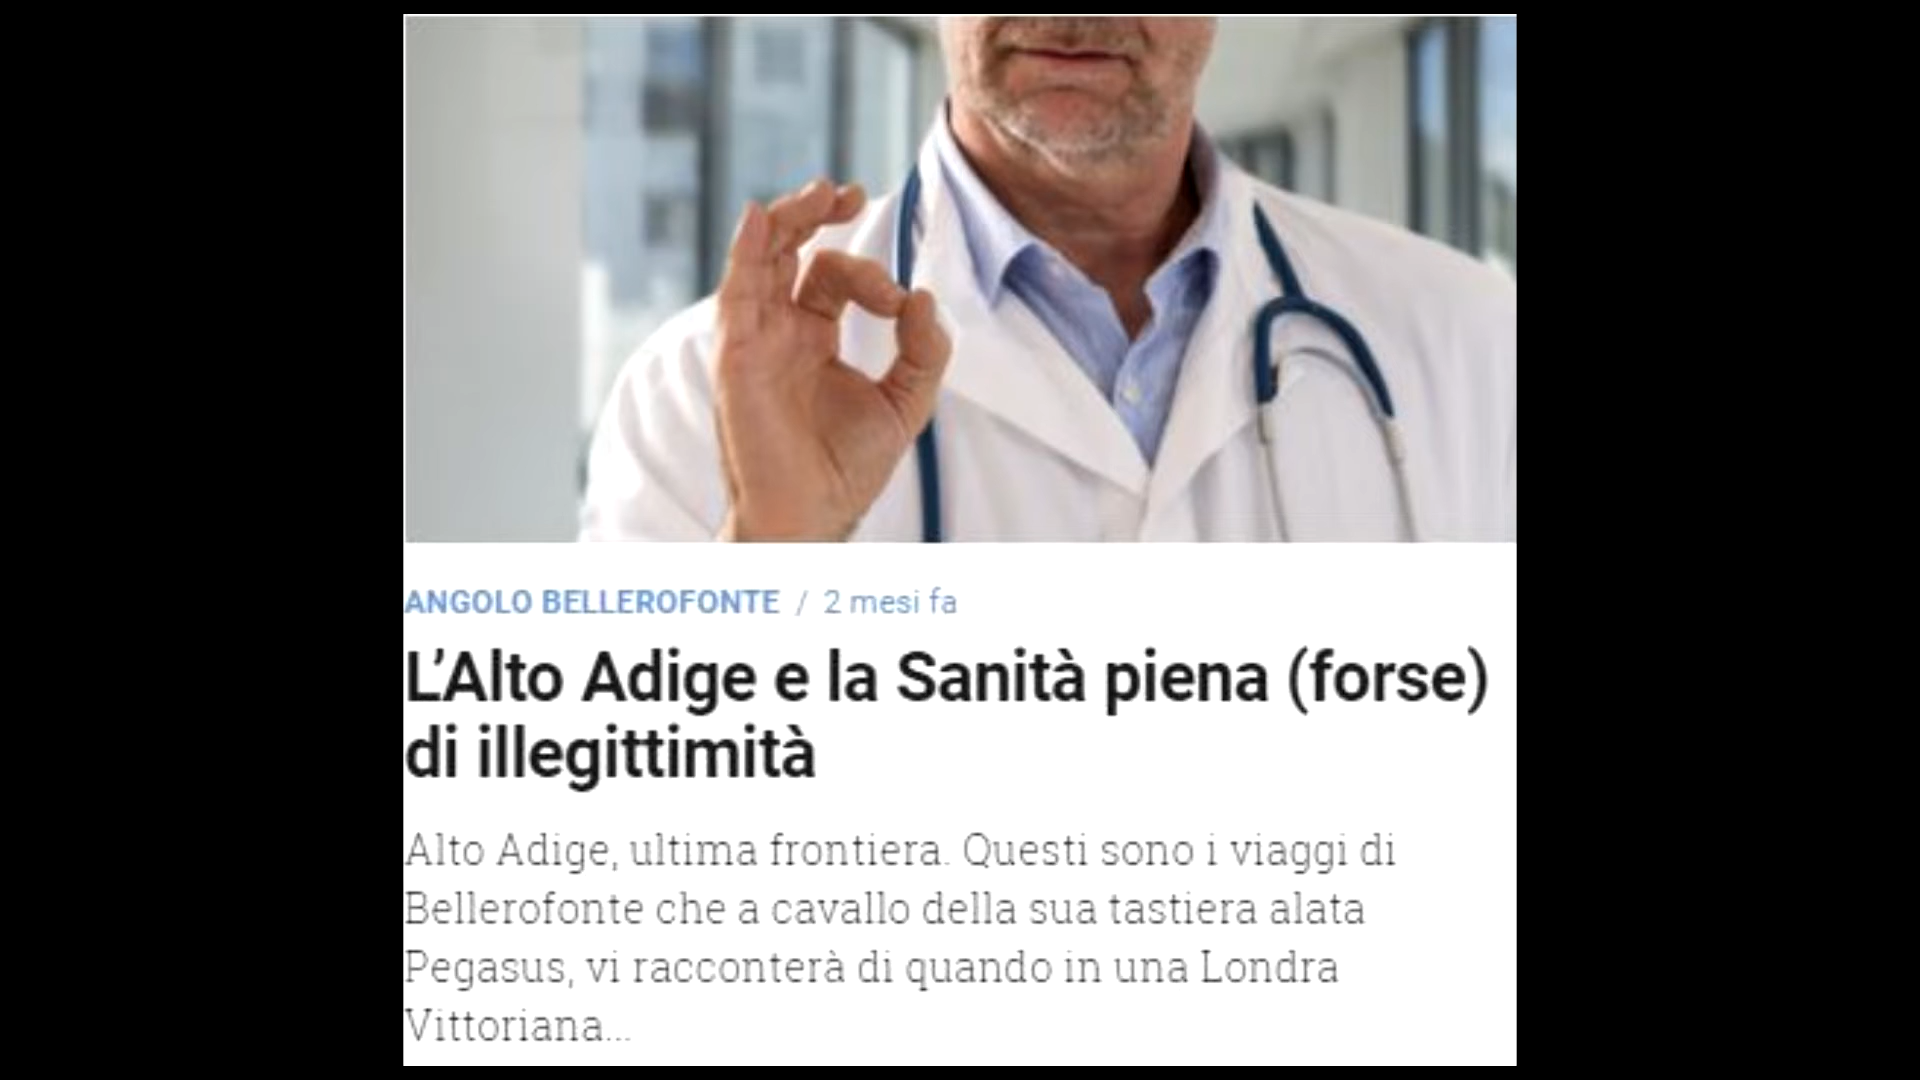 ANGOLO BELLEROFONTE / 2 mesi fa
L'Alto Adige e la Sanità piena (forse)
di illegittimità
Alto Adige, ultima frontiera. Questi sono i viaggi di
Bellerofonte che a cavallo della sua tastiera alata
Pegasus, vi racconterà di quando in una Londra
Vittoriana...